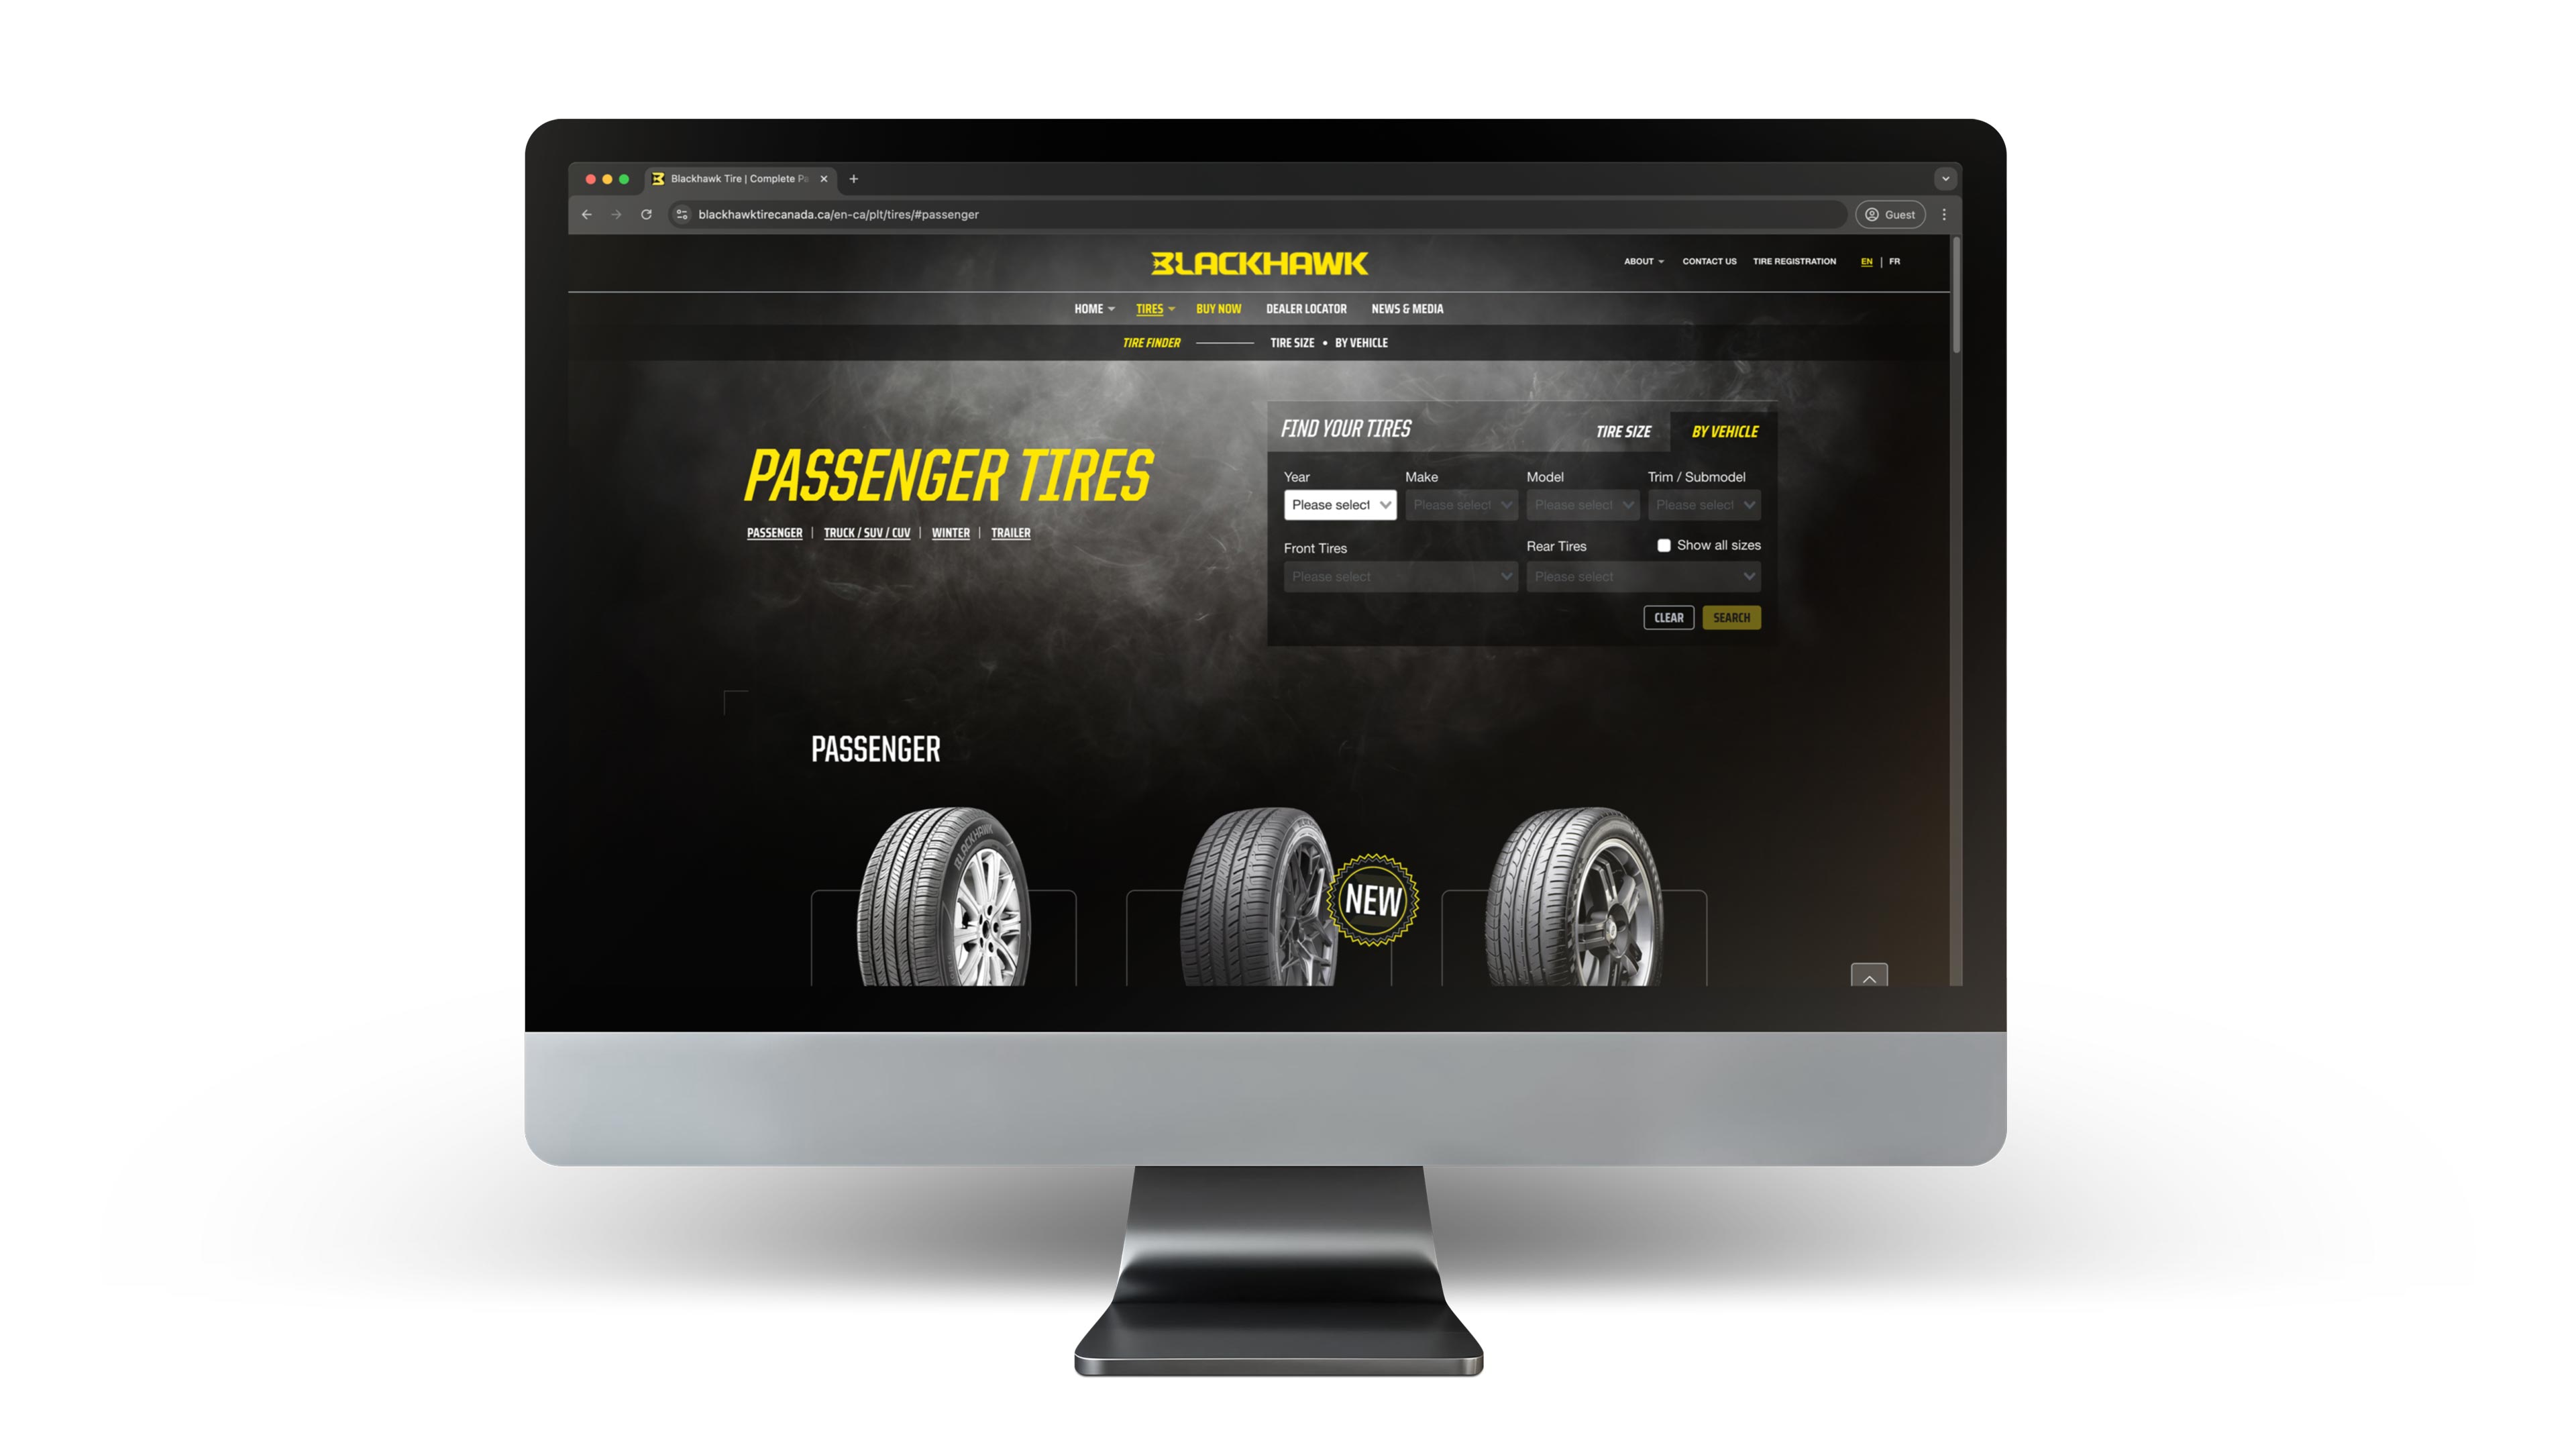 Blackhawk Tire | Complete Pa
blackhawktirecanada.ca/en-ca/plt/tires/#passenger
Guest
BLACKHAWK
ABOUT CONTACT US TIRE REGISTRATION EN | FR
HOME TIRES BUY NOW DEALER LOCATOR NEWS & MEDIA
TIRE FINDER TIRE SIZE • BY VEHICLE
PASSENGER TIRES
PASSENGER | TRUCK / SUV / CUV | WINTER | TRAILER
FIND YOUR TIRES TIRE SIZE BY VEHICLE
Year Make Model Trim / Submodel
Please select Please select Please select Please select
Front Tires Rear Tires Show all sizes
Please select Please select
CLEAR SEARCH
PASSENGER
BLACKHAWK
NEW